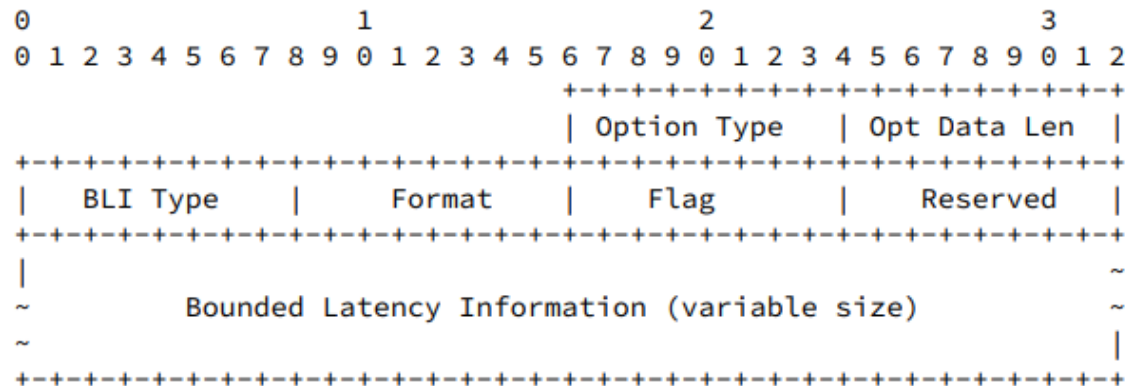 0                   1                   2                   3
0 1 2 3 4 5 6 7 8 9 0 1 2 3 4 5 6 7 8 9 0 1 2 3 4 5 6 7 8 9 0 1 2
                                +-+-+-+-+-+-+-+-+-+-+-+-+-+-+-+-+
                                | Option Type   | Opt Data Len  |
+-+-+-+-+-+-+-+-+-+-+-+-+-+-+-+-+-+-+-+-+-+-+-+-+-+-+-+-+-+-+-+-+
|   BLI Type    |     Format    |    Flag       |    Reserved   |
+-+-+-+-+-+-+-+-+-+-+-+-+-+-+-+-+-+-+-+-+-+-+-+-+-+-+-+-+-+-+-+-+
|                                                               ~
~         Bounded Latency Information (variable size)           ~
~                                                               |
+-+-+-+-+-+-+-+-+-+-+-+-+-+-+-+-+-+-+-+-+-+-+-+-+-+-+-+-+-+-+-+-+